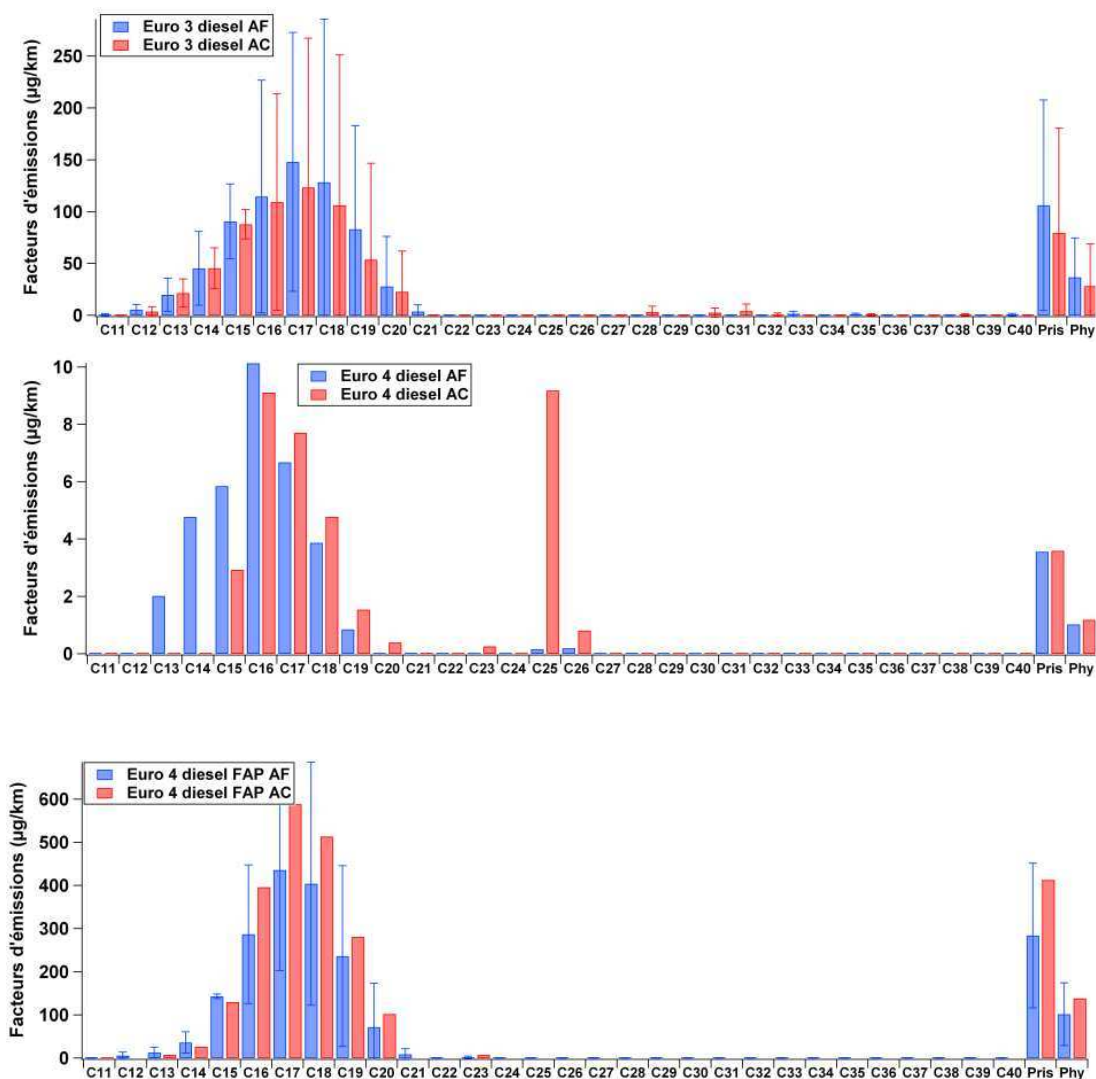 Euro 3 diesel AF
Euro 3 diesel AC
Facteurs d'émissions (µg/km)
250
200
150
100
50
0
C11 C12 C13 C14 C15 C16 C17 C18 C19 C20 C21 C22 C23 C24 C25 C26 C27 C28 C29 C30 C31 C32 C33 C34 C35 C36 C37 C38 C39 C40 Pris Phy
Euro 4 diesel AF
Euro 4 diesel AC
Facteurs d'émissions (µg/km)
10
8
6
4
2
0
C11 C12 C13 C14 C15 C16 C17 C18 C19 C20 C21 C22 C23 C24 C25 C26 C27 C28 C29 C30 C31 C32 C33 C34 C35 C36 C37 C38 C39 C40 Pris Phy
Euro 4 diesel FAP AF
Euro 4 diesel FAP AC
Facteurs d'émissions (µg/km)
600
500
400
300
200
100
0
C11 C12 C13 C14 C15 C16 C17 C18 C19 C20 C21 C22 C23 C24 C25 C26 C27 C28 C29 C30 C31 C32 C33 C34 C35 C36 C37 C38 C39 C40 Pris Phy